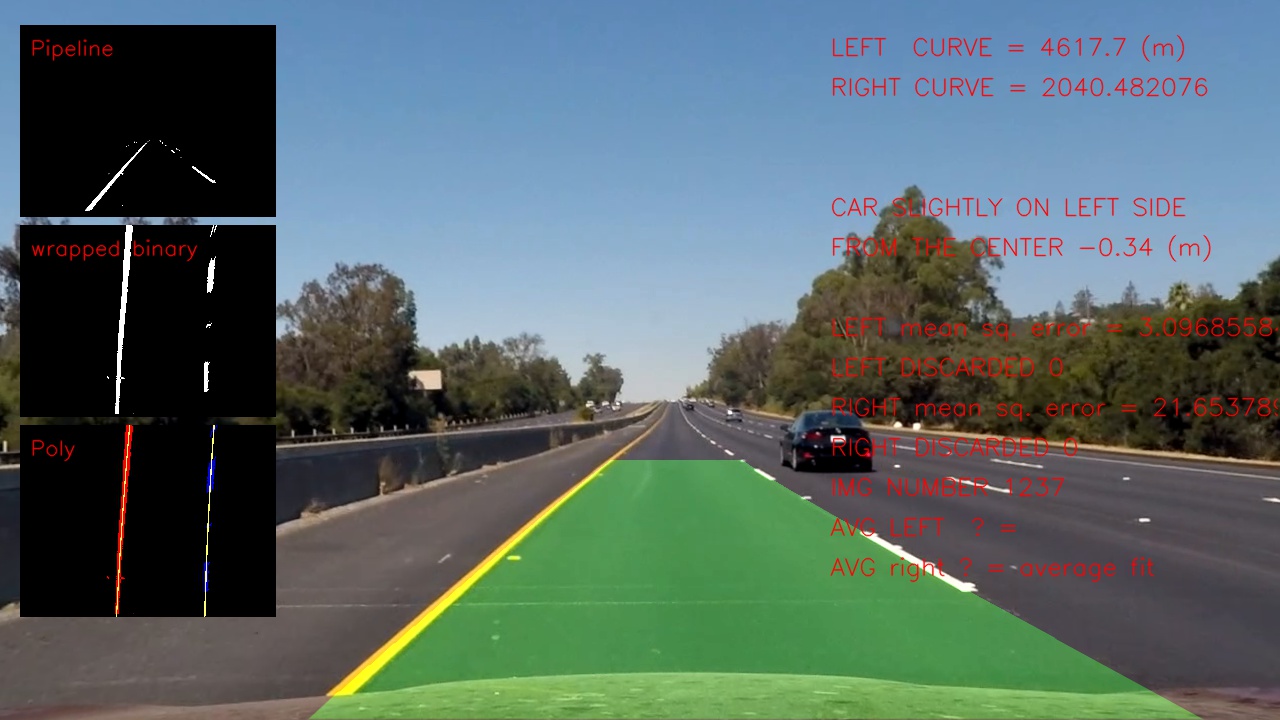 Pipeline
wrapped binary
Poly
LEFT CURVE = 4617.7 (m)
RIGHT CURVE = 2040.482076
CAR SLIGHTLY ON LEFT SIDE
FROM THE CENTER -0.34 (m)
LEFT mean sq. error = 3.0968558
LEFT DISCARDED 0
RIGHT mean sq. error = 21.653789
RIGHT DISCARDED 0
IMG NUMBER 1237
AVG LEFT ? =
AVG right ? = average fit